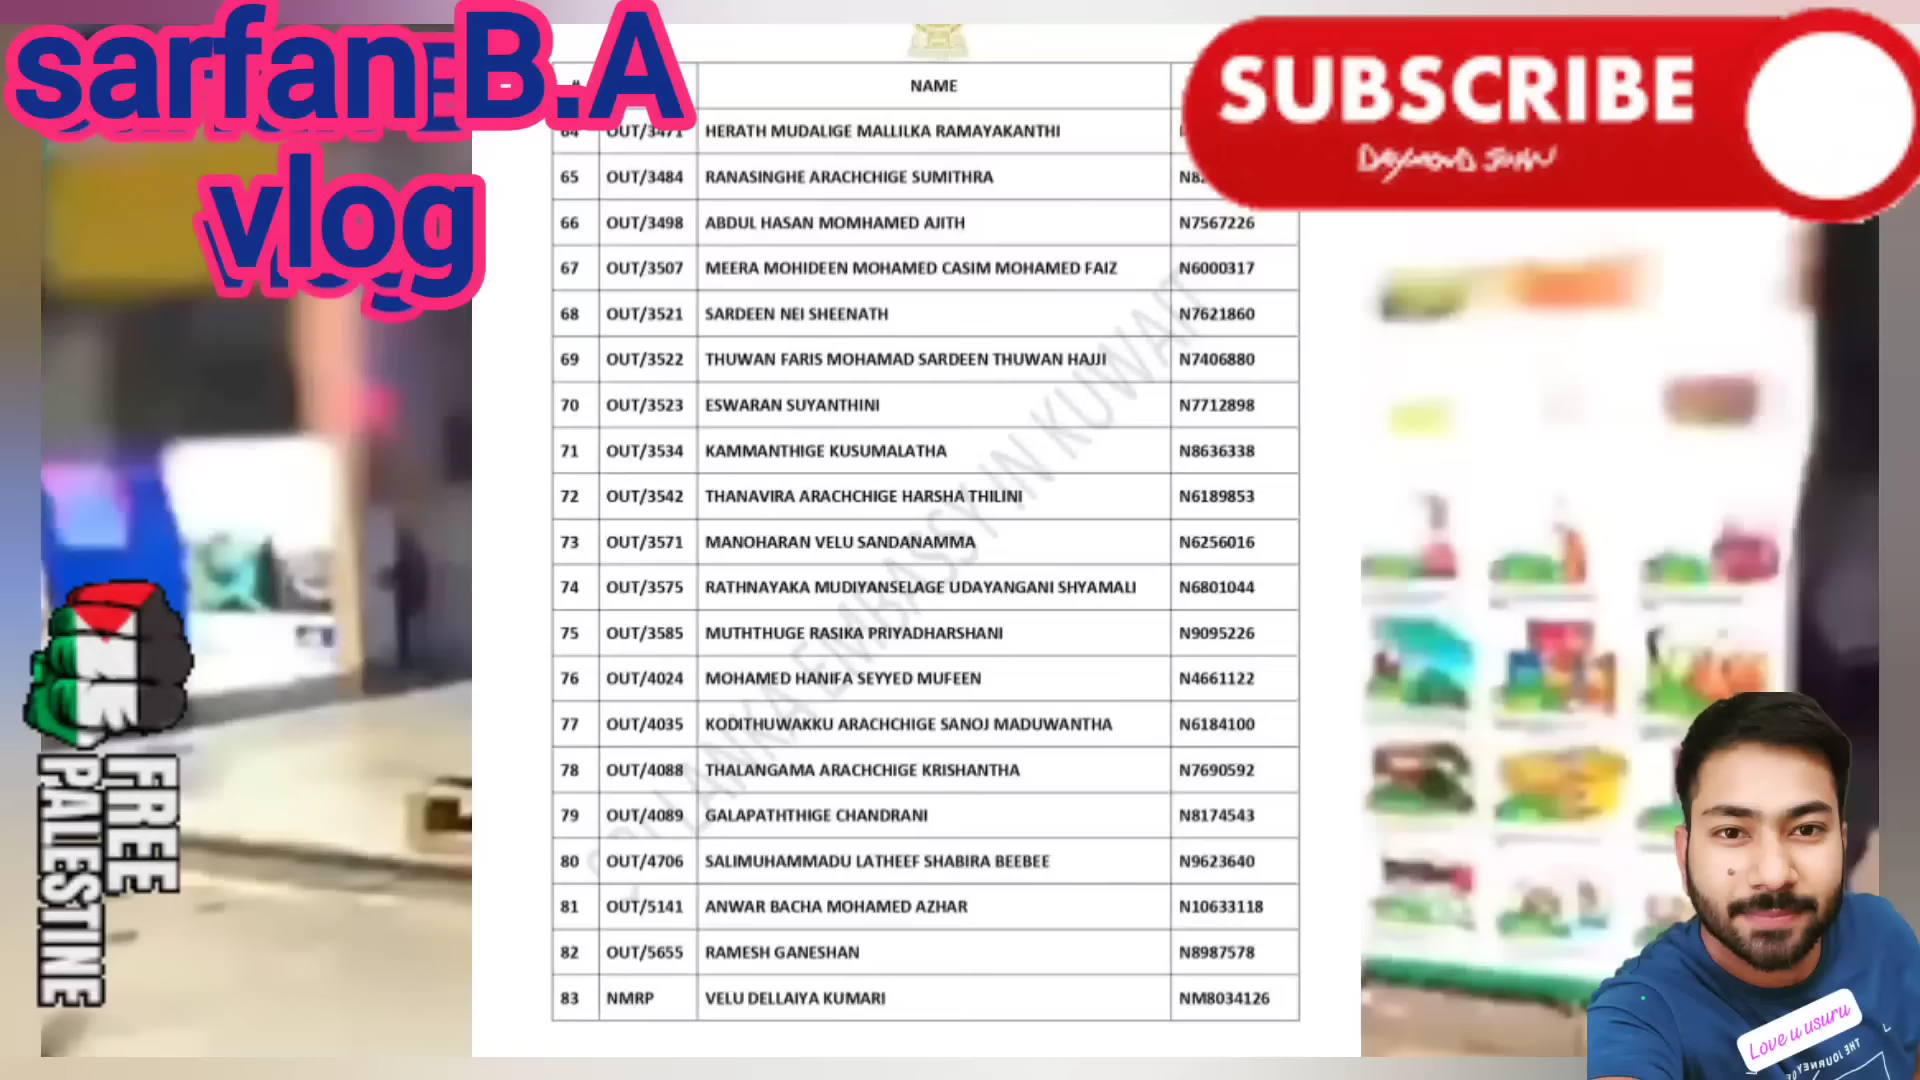 sarfan B.A
vlog
SUBSCRIBE
# NAME
64 OUT/3471 HERATH MUDALIGE MALLILKA RAMAYAKANTHI
65 OUT/3484 RANASINGHE ARACHCHIGE SUMITHRA
66 OUT/3498 ABDUL HASAN MOMHAMED AJITH N7567226
67 OUT/3507 MEERA MOHIDEEN MOHAMED CASIM MOHAMED FAIZ N6000317
68 OUT/3521 SARDEEN NEI SHEENATH N7621860
69 OUT/3522 THUWAN FARIS MOHAMAD SARDEEN THUWAN HAJJI N7406880
70 OUT/3523 ESWARAN SUYANTHINI N7712898
71 OUT/3534 KAMMANTHIGE KUSUMALATHA N8636338
72 OUT/3542 THANAVIRA ARACHCHIGE HARSHA THILINI N6189853
73 OUT/3571 MANOHARAN VELU SANDANAMMA N6256016
74 OUT/3575 RATHNAYAKA MUDIYANSELAGE UDAYANGANI SHYAMALI N6801044
75 OUT/3585 MUTHTHUGE RASIKA PRIYADHARSHANI N9095226
76 OUT/4024 MOHAMED HANIFA SEYYED MUFEEN N4661122
77 OUT/4035 KODITHUWAKKU ARACHCHIGE SANOJ MADUWANTHA N6184100
78 OUT/4088 THALANGAMA ARACHCHIGE KRISHANTHA N7690592
79 OUT/4089 GALAPATHTHIGE CHANDRANI N8174543
80 OUT/4706 SALIMUHAMMADU LATHEEF SHABIRA BEEBEE N9623640
81 OUT/5141 ANWAR BACHA MOHAMED AZHAR N10633118
82 OUT/5655 RAMESH GANESHAN N8987578
83 NMRP VELU DELLAIYA KUMARI NM8034126
SRI LANKA EMBASSY IN KUWAIT
FREE
PALESTINE
Love u usuru
THE JOURNEY